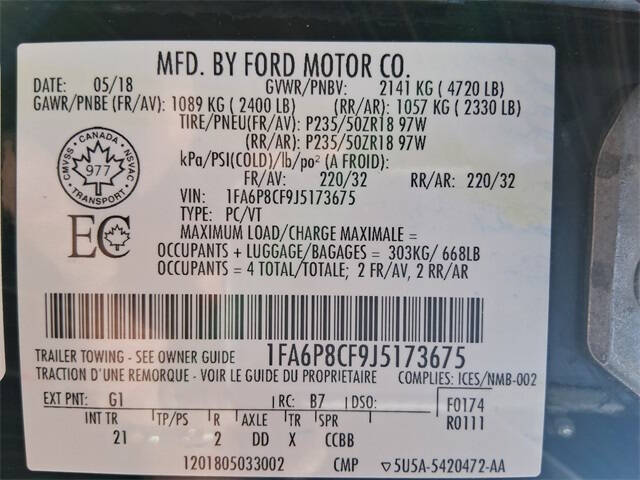 MFD. BY FORD MOTOR CO.
DATE: 05/18 GVWR/PNBV: 2141 KG ( 4720 LB)
GAWR/PNBE (FR/AV): 1089 KG ( 2400 LB) (RR/AR): 1057 KG ( 2330 LB)
TIRE/PNEU(FR/AV): P235/50ZR18 97W
(RR/AR): P235/50ZR18 97W
kPa/PSI(COLD)/lb/po² (A FROID):
FR/AV: 220/32 RR/AR: 220/32
CANADA
CMVSS NSVAC
977
TRANSPORT
VIN: 1FA6P8CF9J5173675
TYPE: PC/VT
EC
MAXIMUM LOAD/CHARGE MAXIMALE =
OCCUPANTS + LUGGAGE/BAGAGES = 303KG/ 668LB
OCCUPANTS = 4 TOTAL/TOTALE; 2 FR/AV, 2 RR/AR
TRAILER TOWING - SEE OWNER GUIDE 1FA6P8CF9J5173675
TRACTION D'UNE REMORQUE - VOIR LE GUIDE DU PROPRIETAIRE COMPLIES: ICES/NMB-002
EXT PNT: G1 RC: B7 DSO: F0174
INT TR TP/PS R AXLE TR SPR R0111
21 2 DD X CCBB
1201805033002 CMP ▽5U5A-5420472-AA